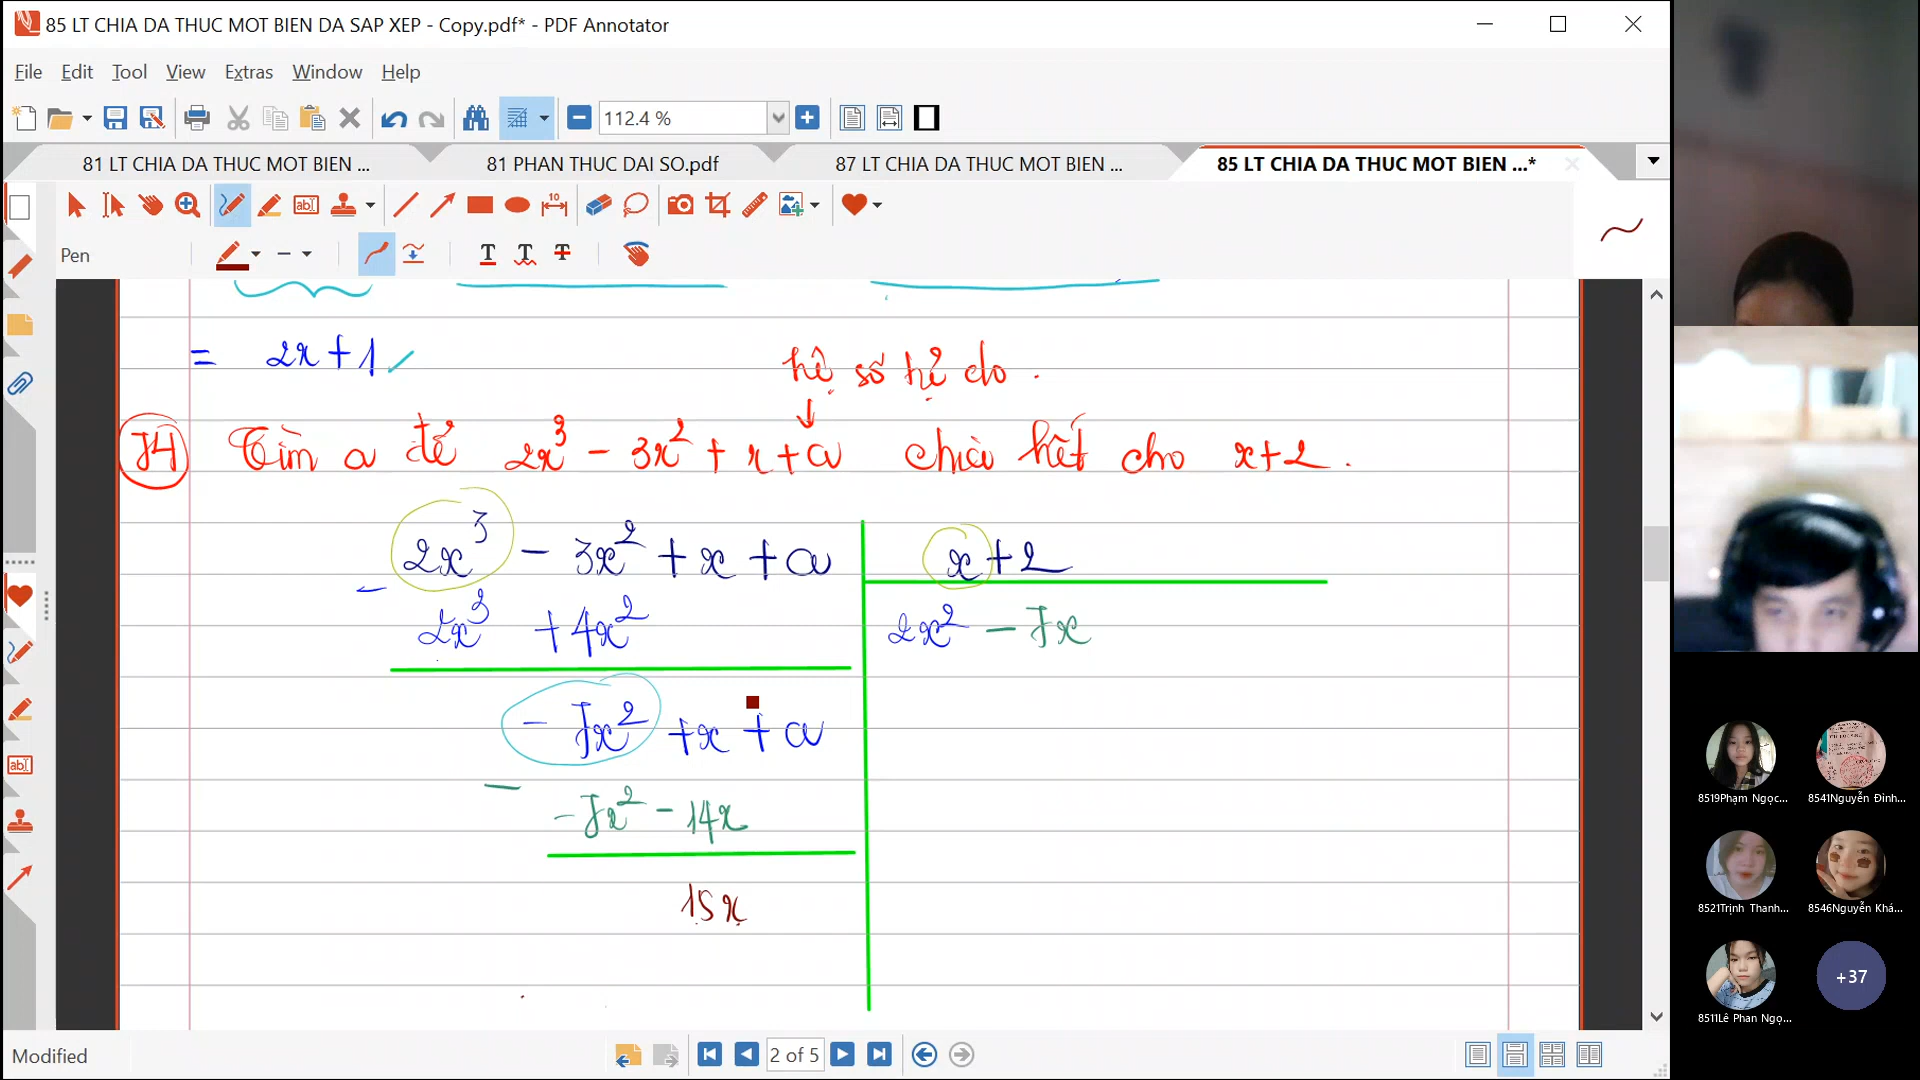 85 LT CHIA DA THUC MOT BIEN DA SAP XEP - Copy.pdf* - PDF Annotator
File Edit Tool View Extras Window Help
112.4 %
81 LT CHIA DA THUC MOT BIEN ...
81 PHAN THUC DAI SO.pdf
87 LT CHIA DA THUC MOT BIEN ...
85 LT CHIA DA THUC MOT BIEN ...*
Pen
= 2x+1
hệ số tự do.
74 Tìm a để 2x³ - 3x² + x + a chia hết cho x+2.
2x³ - 3x² + x + a
x+2
2x³ + 4x²
2x² - 7x
- 7x² + x + a
- 7x² - 14x
15x
8519Phạm Ngọc...
8541Nguyễn Đình...
8521Trịnh Thanh...
8546Nguyễn Khá...
8511Lê Phan Ngọ...
+37
Modified
2 of 5